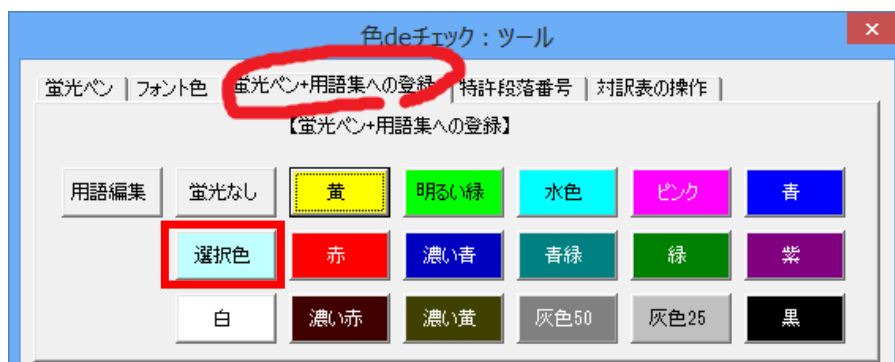 色deチェック：ツール
蛍光ペン フォント色 蛍光ペン+用語集への登録 特許段落番号 対訳表の操作
【蛍光ペン+用語集への登録】
用語編集 蛍光なし 黄 明るい緑 水色 ピンク 青
選択色 赤 濃い青 青緑 緑 紫
白 濃い赤 濃い黄 灰色50 灰色25 黒